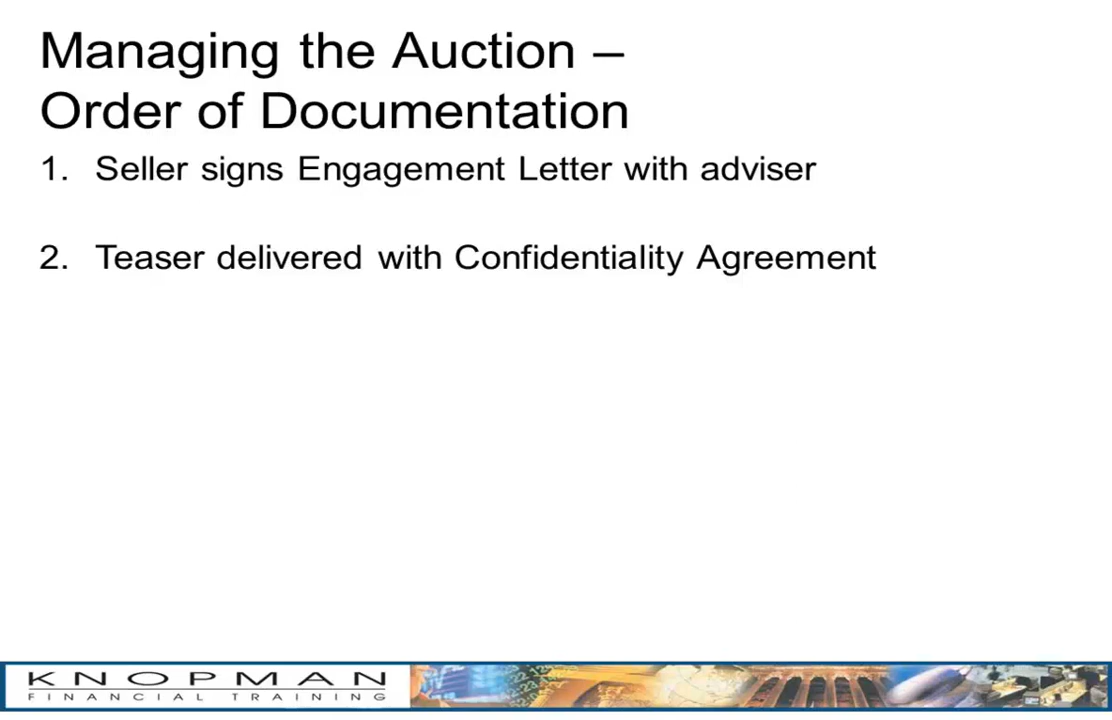 Managing the Auction –
Order of Documentation
1. Seller signs Engagement Letter with adviser
2. Teaser delivered with Confidentiality Agreement
KNOPMAN
FINANCIAL TRAINING